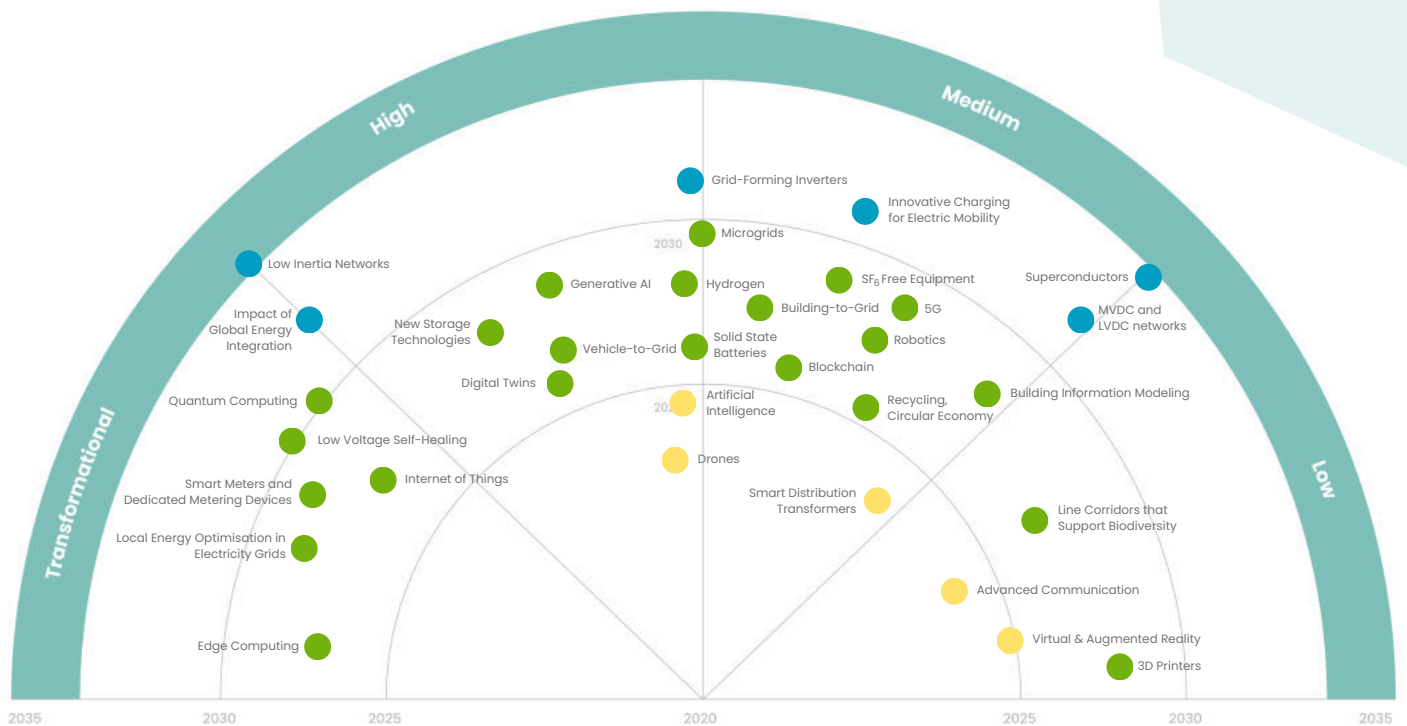 High
Medium
Transformational
Low
Grid-Forming Inverters
Innovative Charging
for Electric Mobility
Microgrids
2030
Low Inertia Networks
Generative AI
Hydrogen
SF6 Free Equipment
Superconductors
Building-to-Grid
5G
Impact of
Global Energy
Integration
MVDC and
LVDC networks
New Storage
Technologies
Vehicle-to-Grid
Solid State
Batteries
Robotics
Blockchain
Digital Twins
Quantum Computing
Artificial
Intelligence
Recycling,
Circular Economy
Building Information Modeling
Low Voltage Self-Healing
Drones
Internet of Things
Smart Meters and
Dedicated Metering Devices
Smart Distribution
Transformers
Line Corridors that
Support Biodiversity
Local Energy Optimisation in
Electricity Grids
Advanced Communication
Edge Computing
Virtual & Augmented Reality
3D Printers
2035
2030
2025
2020
2025
2030
2035